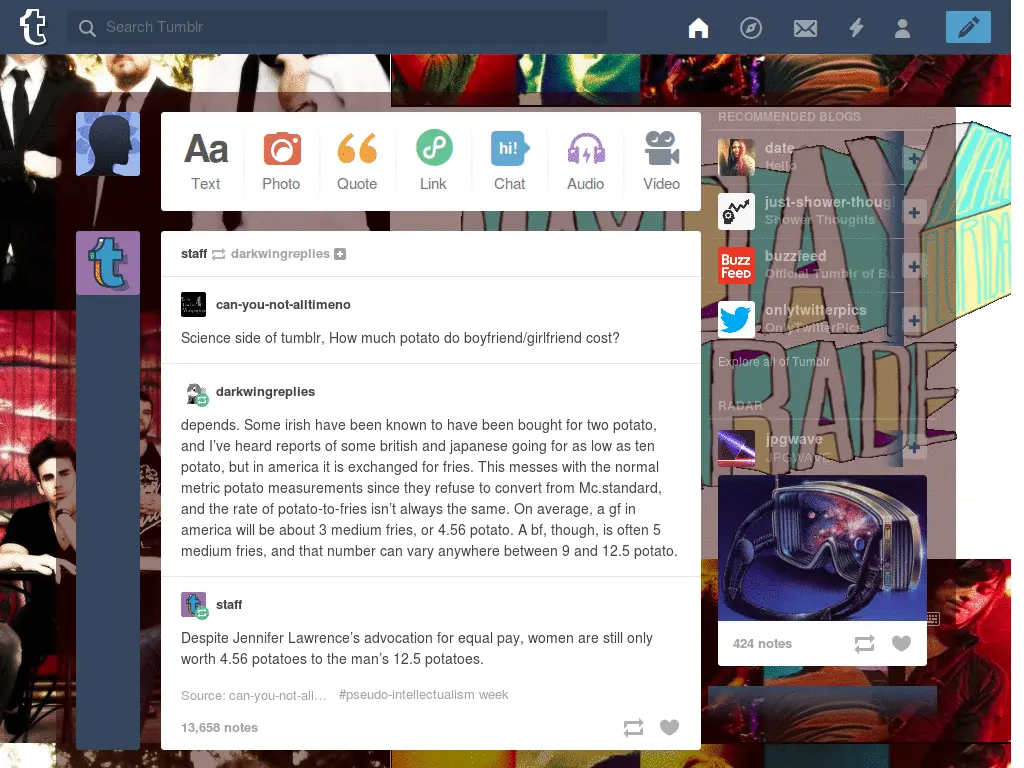 t
Search Tumblr
Aa
hi!
Text
Photo
Quote
Link
Chat
Audio
Video
staff darkwingreplies
can-you-not-alltimeno
Science side of tumblr, How much potato do boyfriend/girlfriend cost?
darkwingreplies
depends. Some irish have been known to have been bought for two potato,
and I've heard reports of some british and japanese going for as low as ten
potato, but in america it is exchanged for fries. This messes with the normal
metric potato measurements since they refuse to convert from Mc.standard,
and the rate of potato-to-fries isn't always the same. On average, a gf in
america will be about 3 medium fries, or 4.56 potato. A bf, though, is often 5
medium fries, and that number can vary anywhere between 9 and 12.5 potato.
staff
Despite Jennifer Lawrence's advocation for equal pay, women are still only
worth 4.56 potatoes to the man's 12.5 potatoes.
Source: can-you-not-all... #pseudo-intellectualism week
13,658 notes
RECOMMENDED BLOGS
date
Hello
just-shower-thoug
Shower Thoughts
BuzZ
FEED
buzzfeed
Official Tumblr of Bu
onlytwitterpics
OnlyTwitterPics
Explore all of Tumblr
RADAR
jpgwave
JPGWAVE
424 notes
DAY
PARADE